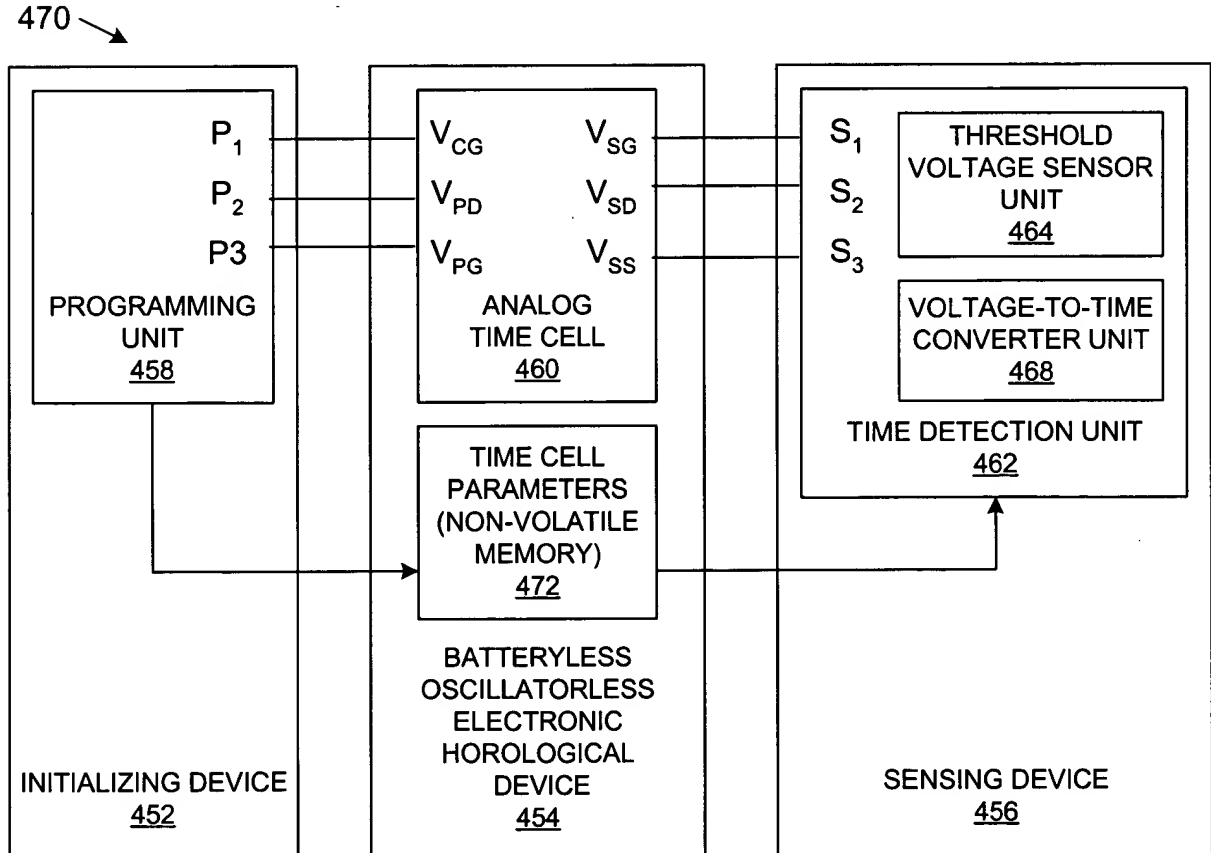 470
P1
P2
P3
PROGRAMMING
UNIT
458
INITIALIZING DEVICE
452
VCG
VPD
VPG
VSG
VSD
VSS
ANALOG
TIME CELL
460
TIME CELL
PARAMETERS
(NON-VOLATILE
MEMORY)
472
BATTERYLESS
OSCILLATORLESS
ELECTRONIC
HOROLOGICAL
DEVICE
454
S1
S2
S3
THRESHOLD
VOLTAGE SENSOR
UNIT
464
VOLTAGE-TO-TIME
CONVERTER UNIT
468
TIME DETECTION UNIT
462
SENSING DEVICE
456